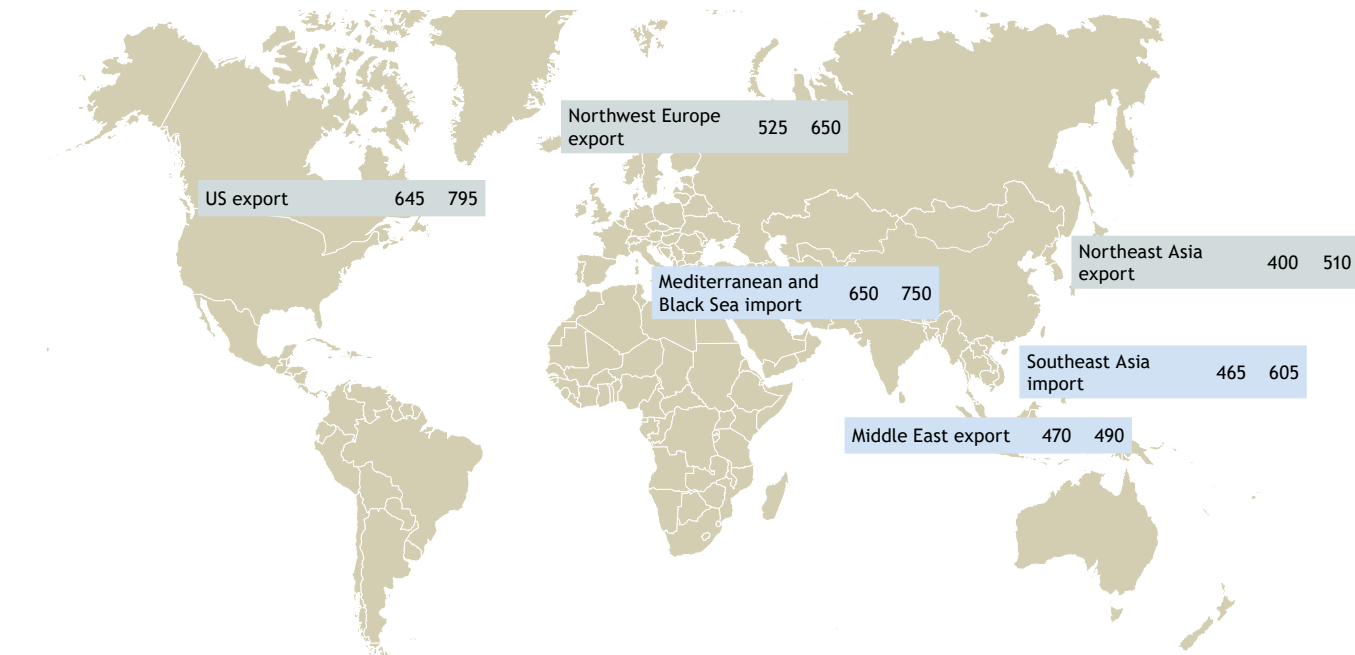 Northwest Europe
export 525 650
US export 645 795
Northeast Asia
export 400 510
Mediterranean and
Black Sea import 650 750
Southeast Asia
import 465 605
Middle East export 470 490